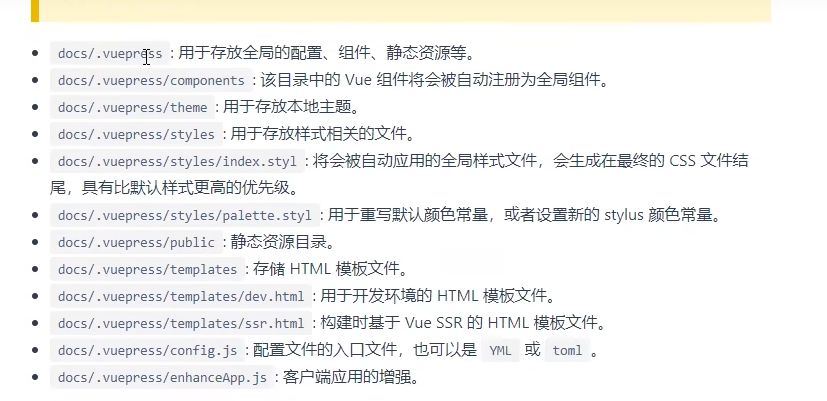 docs/.vuepress : 用于存放全局的配置、组件、静态资源等。
docs/.vuepress/components : 该目录中的 Vue 组件将会被自动注册为全局组件。
docs/.vuepress/theme : 用于存放本地主题。
docs/.vuepress/styles : 用于存放样式相关的文件。
docs/.vuepress/styles/index.styl : 将会被自动应用的全局样式文件，会生成在最终的 CSS 文件结
尾，具有比默认样式更高的优先级。
docs/.vuepress/styles/palette.styl : 用于重写默认颜色常量，或者设置新的 stylus 颜色常量。
docs/.vuepress/public : 静态资源目录。
docs/.vuepress/templates : 存储 HTML 模板文件。
docs/.vuepress/templates/dev.html : 用于开发环境的 HTML 模板文件。
docs/.vuepress/templates/ssr.html : 构建时基于 Vue SSR 的 HTML 模板文件。
docs/.vuepress/config.js : 配置文件的入口文件，也可以是 YML 或 toml 。
docs/.vuepress/enhanceApp.js : 客户端应用的增强。